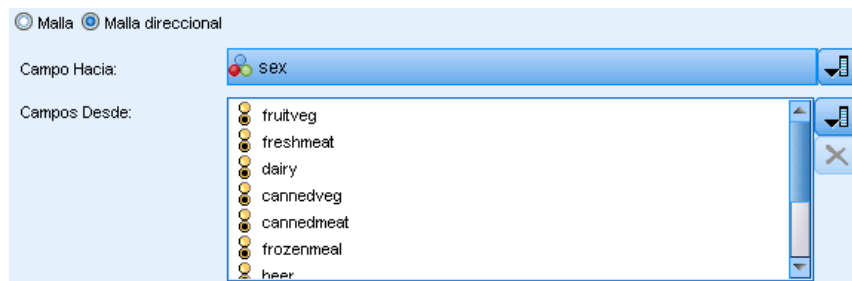 Malla Malla direccional
Campo Hacia: sex
Campos Desde: fruitveg
freshmeat
dairy
cannedveg
cannedmeat
frozenmeal
beer